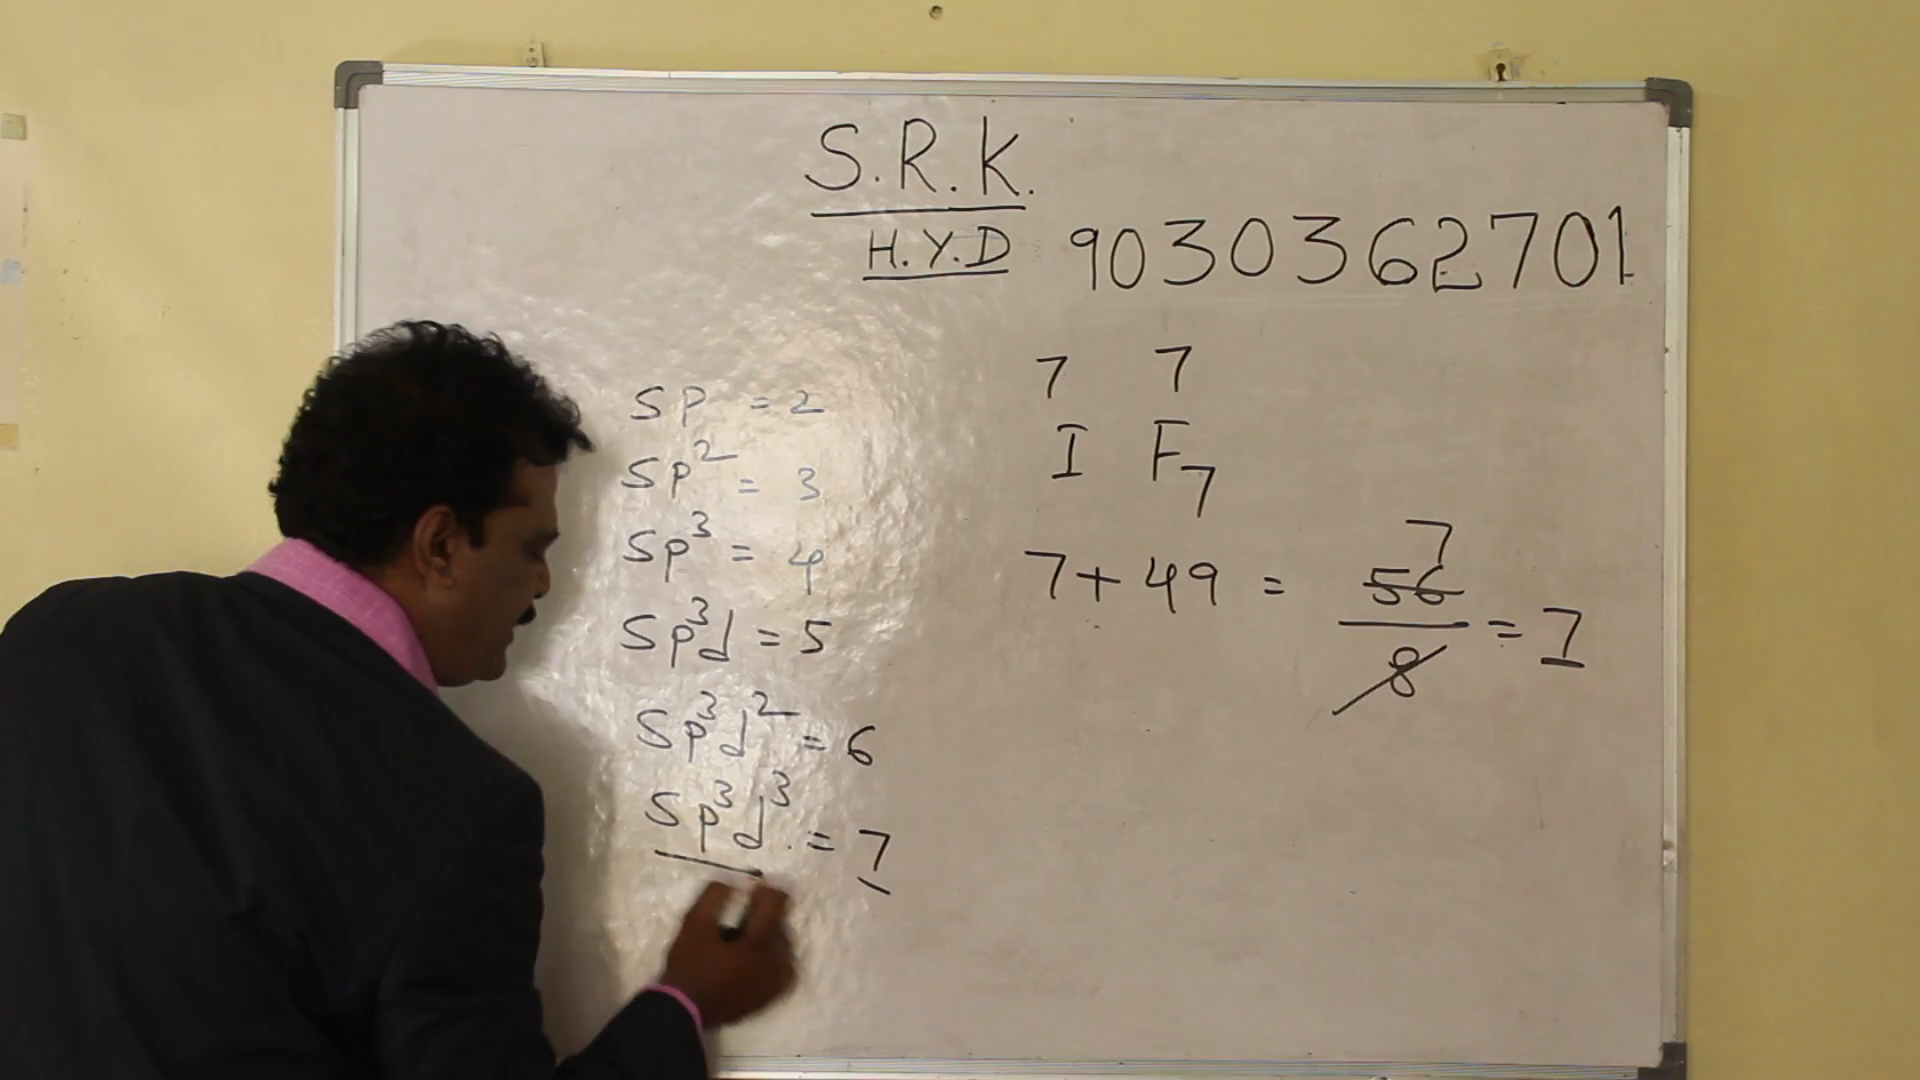 S.R.K.
H.Y.D 9030362701
SP = 2
SP² = 3
SP³ = 4
SP³d = 5
SP³d² = 6
SP³d³ = 7
7 7
I F₇
7 + 49 = 56/8 = 7
7